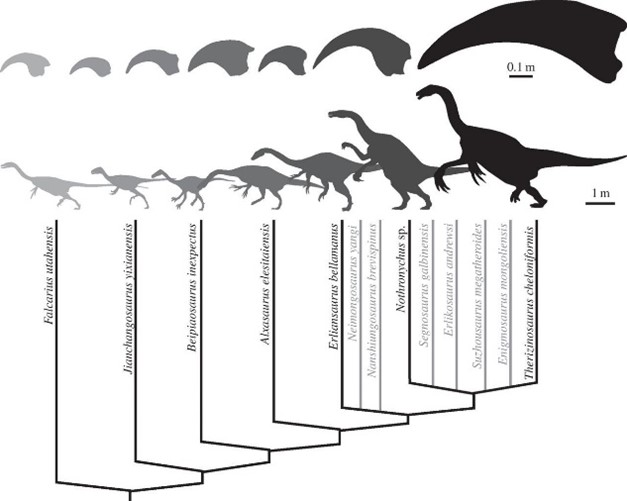 0.1 m
1 m
Falcarius utahensis
Jianchangosaurus yixianensis
Beipiaosaurus inexpectus
Alxasaurus elesitaiensis
Erliansaurus bellamanus
Neimongosaurus yangi
Nanshiungosaurus brevispinus
Nothronychus sp.
Segnosaurus galbinensis
Erlikosaurus andrewsi
Suzhousaurus megatheroides
Enigmosaurus mongoliensis
Therizinosaurus cheloniformis